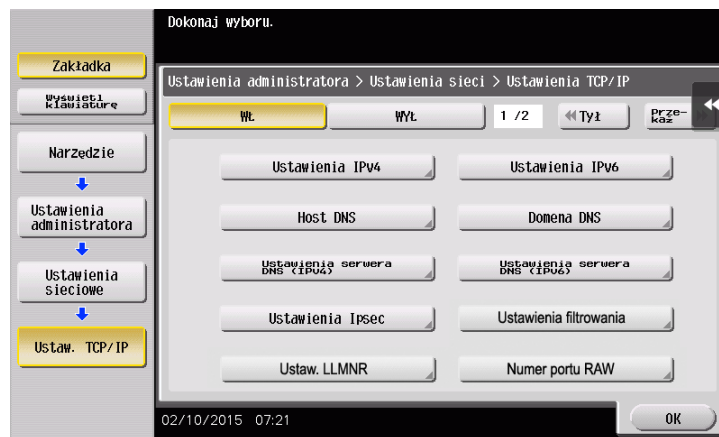 Dokonaj wyboru.
Zakładka
Wyświetl
klawiaturę
Narzędzie
Ustawienia
administratora
Ustawienia
sieciowe
Ustaw. TCP/IP
Ustawienia administratora > Ustawienia sieci > Ustawienia TCP/IP
WŁ WYŁ 1 /2 Tył Prze-
kaz
Ustawienia IPv4 Ustawienia IPv6
Host DNS Domena DNS
Ustawienia serwera
DNS (IPv4)
Ustawienia serwera
DNS (IPv6)
Ustawienia Ipsec Ustawienia filtrowania
Ustaw. LLMNR Numer portu RAW
02/10/2015 07:21 OK